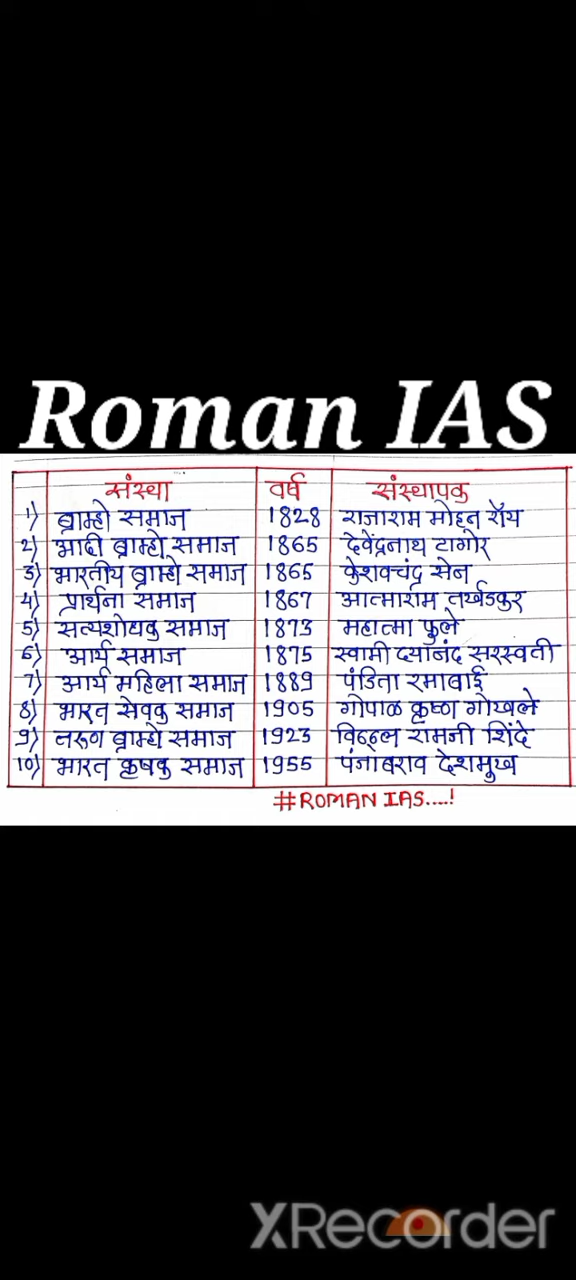 Roman IAS
संस्था वर्ष संस्थापक
1) ब्राम्हो समाज 1828 राजाराम मोहन रॉय
2) आदी ब्राम्हो समाज 1865 देवेंद्रनाथ टागोर
3) भारतीय ब्राम्हो समाज 1865 केशवचंद्र सेन
4) प्रार्थना समाज 1867 आत्माराम तर्खडकर
5) सत्यशोधक समाज 1873 महात्मा फुले
6) आर्य समाज 1875 स्वामी दयानंद सरस्वती
7) आर्य महिला समाज 1889 पंडिता रमाबाई
8) भारत सेवक समाज 1905 गोपाळ कृष्ण गोखले
9) तरुण ब्राम्हो समाज 1923 विठ्ठल रामजी शिंदे
10) भारत कृषक समाज 1955 पंजाबराव देशमुख
#ROMAN IAS....!
XRecorder